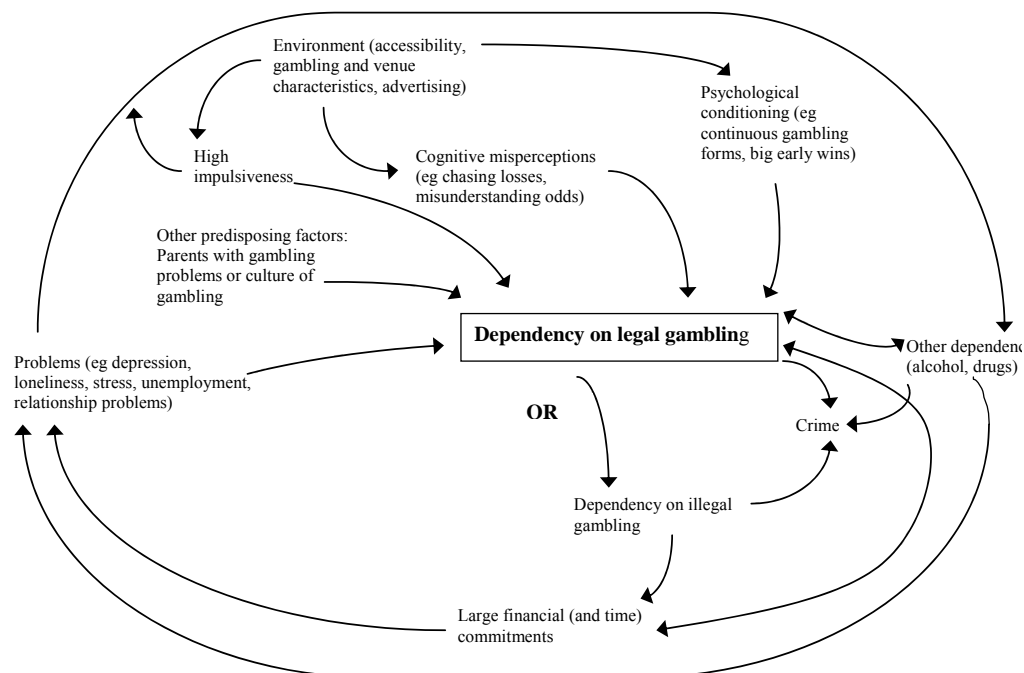 Environment (accessibility,
gambling and venue
characteristics, advertising)
Psychological
conditioning (eg
continuous gambling
forms, big early wins)
High
impulsiveness
Cognitive misperceptions
(eg chasing losses,
misunderstanding odds)
Other predisposing factors:
Parents with gambling
problems or culture of
gambling
Dependency on legal gambling
Other dependenc
(alcohol, drugs)
Problems (eg depression,
loneliness, stress, unemployment,
relationship problems)
OR
Crime
Dependency on illegal
gambling
Large financial (and time)
commitments